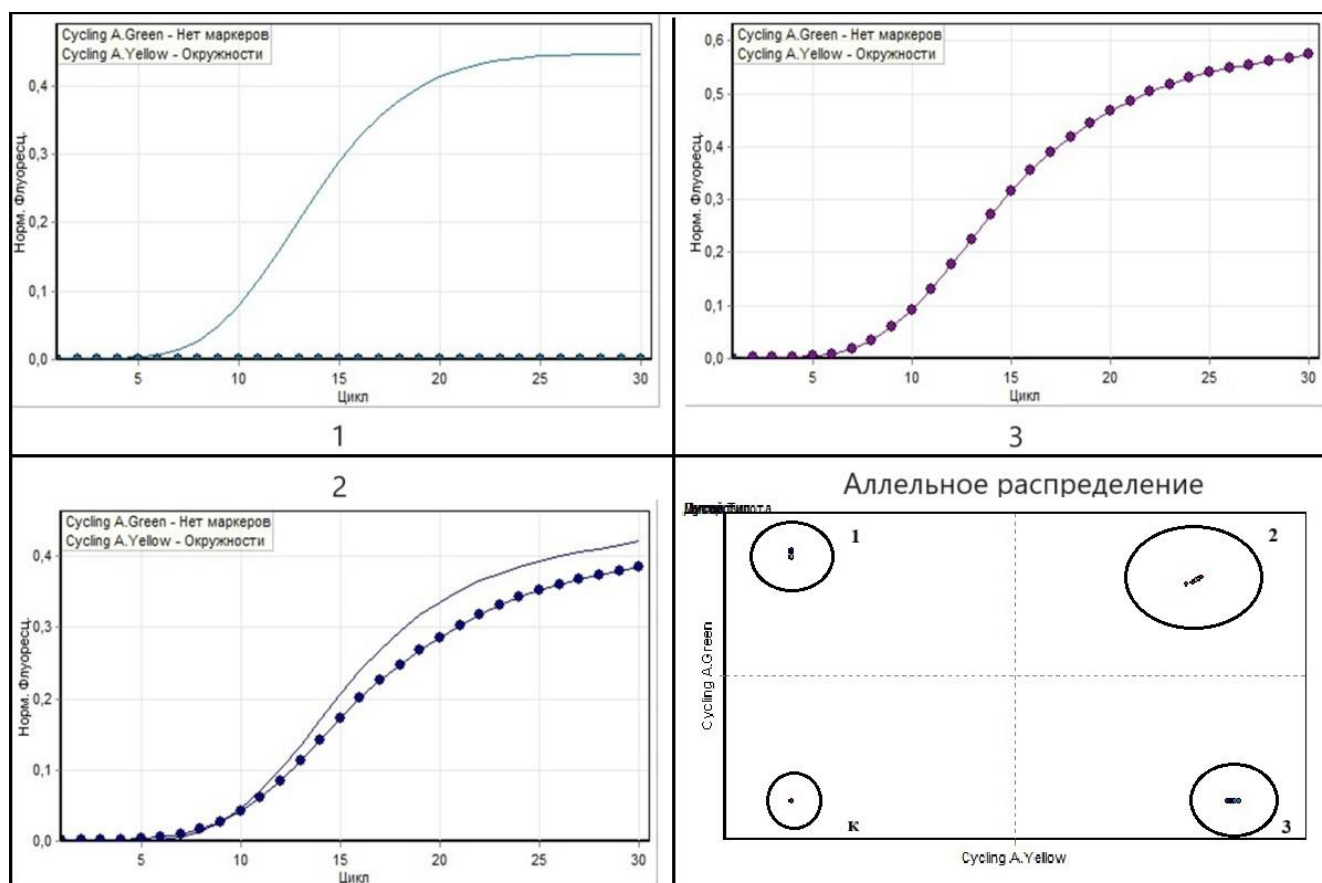 Cycling A.Green - Нет маркеров
Cycling A.Yellow - Окружности
Норм. Флуоресц.
0,4
0,3
0,2
0,1
0,0
5
10
15
20
25
30
Цикл
1
Cycling A.Green - Нет маркеров
Cycling A.Yellow - Окружности
Норм. Флуоресц.
0,6
0,5
0,4
0,3
0,2
0,1
0,0
5
10
15
20
25
30
Цикл
3
2
Cycling A.Green - Нет маркеров
Cycling A.Yellow - Окружности
Норм. Флуоресц.
0,4
0,3
0,2
0,1
0,0
5
10
15
20
25
30
Цикл
Аллельное распределение
1
2
Cycling A.Green
к
3
Cycling A.Yellow